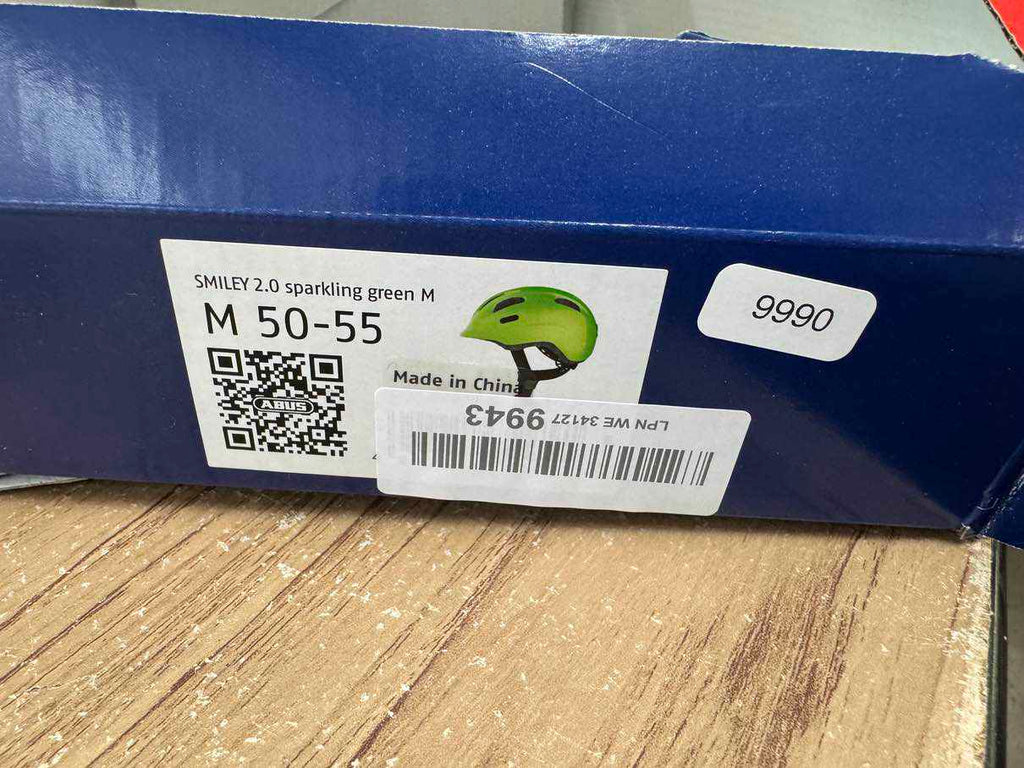 SMILEY 2.0 sparkling green M
M 50-55
ABUS
Made in China
LPN WE 34127 9943
9990